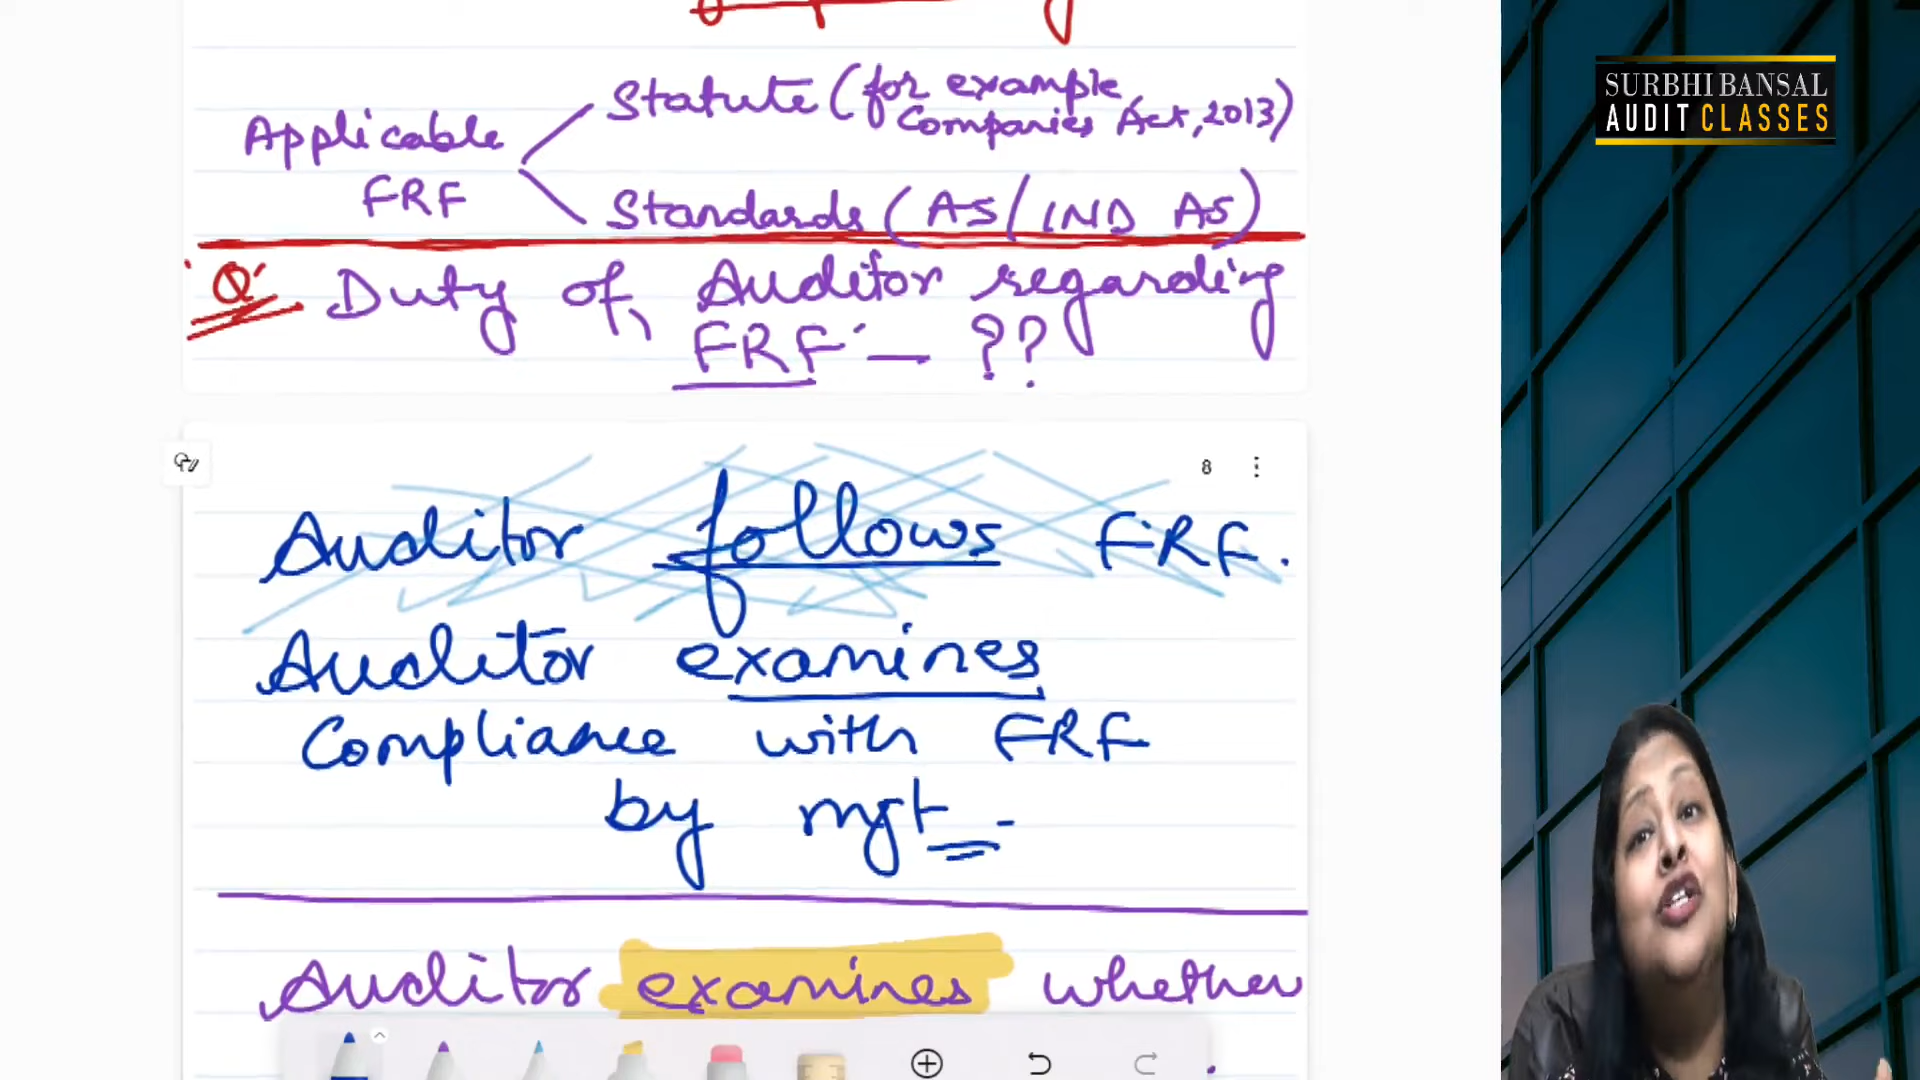 Applicable FRF
Statute (for example Companies Act, 2013)
Standards (AS/IND AS)
Q Duty of Auditor regarding
FRF — ??
8
Auditor follows FRF.
Auditor examines
Compliance with FRF
by mgt
Auditor examines whether
SURBHI BANSAL
AUDIT CLASSES